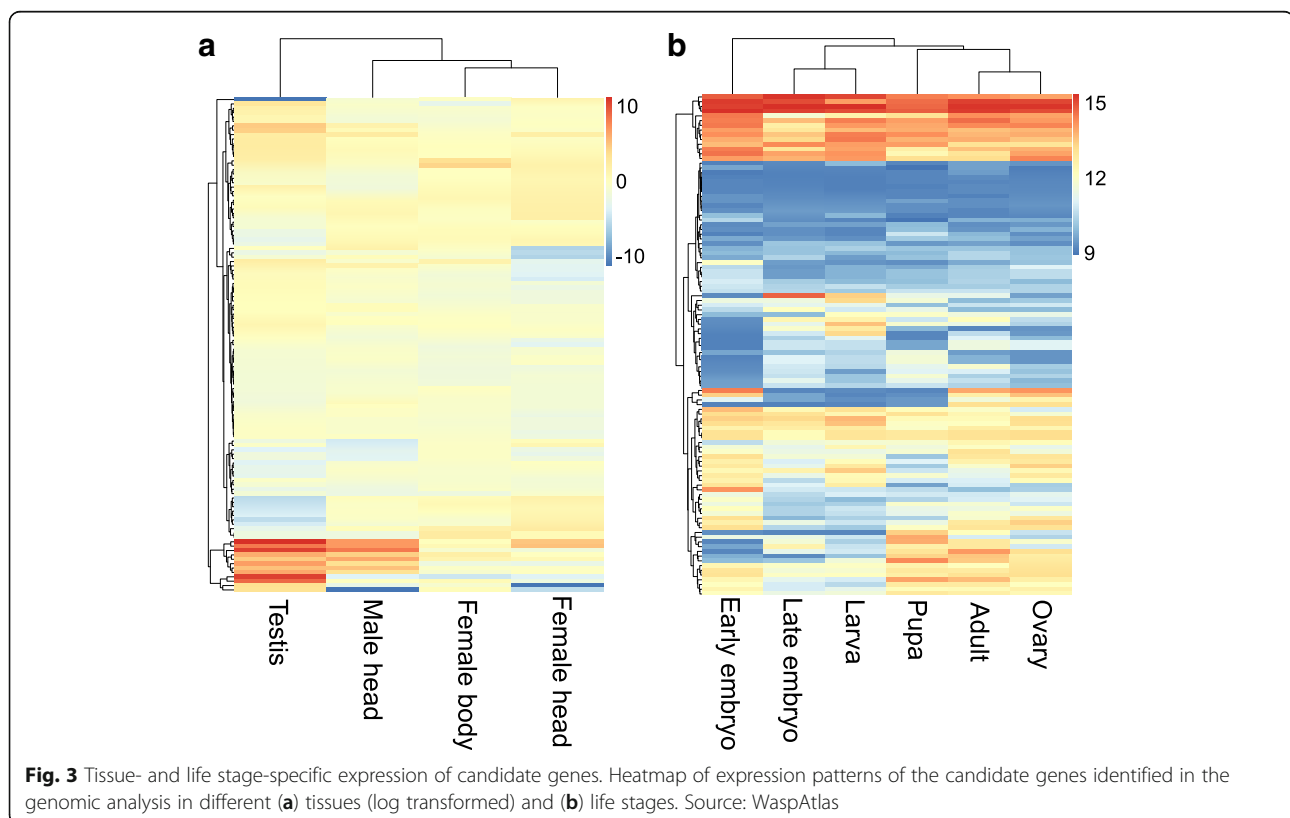 a
10
0
-10
Testis
Male head
Female body
Female head
b
15
12
9
Early embryo
Late embryo
Larva
Pupa
Adult
Ovary
Fig. 3 Tissue- and life stage-specific expression of candidate genes. Heatmap of expression patterns of the candidate genes identified in the
genomic analysis in different (a) tissues (log transformed) and (b) life stages. Source: WaspAtlas